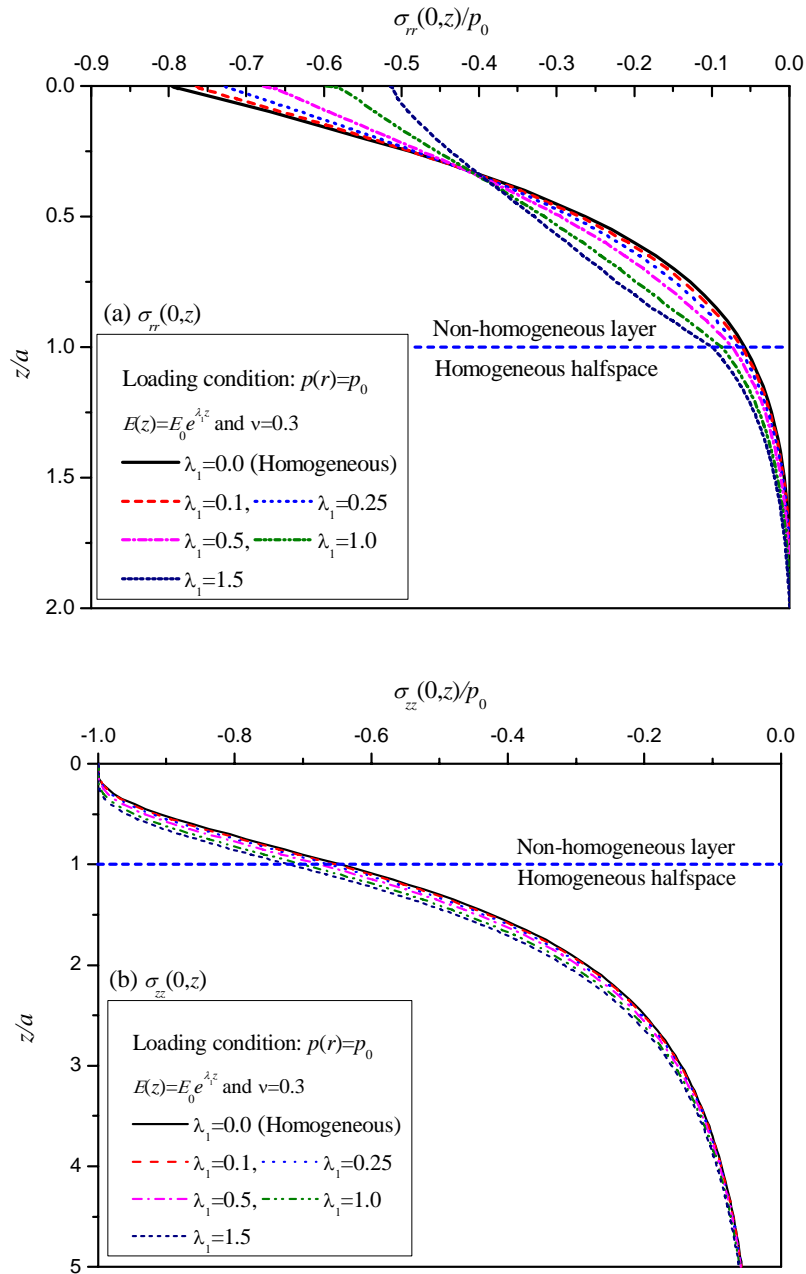 σrr(0,z)/p0
-0.9 -0.8 -0.7 -0.6 -0.5 -0.4 -0.3 -0.2 -0.1 0.0
0.0
0.5
1.0
1.5
2.0
z/a
(a) σrr(0,z)
Non-homogeneous layer
Homogeneous halfspace
Loading condition: p(r)=p0
E(z)=E0e^λ1z and ν=0.3
λ1=0.0 (Homogeneous)
λ1=0.1, λ1=0.25
λ1=0.5, λ1=1.0
λ1=1.5
σzz(0,z)/p0
-1.0 -0.8 -0.6 -0.4 -0.2 0.0
0
1
2
3
4
5
z/a
Non-homogeneous layer
Homogeneous halfspace
(b) σzz(0,z)
Loading condition: p(r)=p0
E(z)=E0e^λ1z and ν=0.3
λ1=0.0 (Homogeneous)
λ1=0.1, λ1=0.25
λ1=0.5, λ1=1.0
λ1=1.5